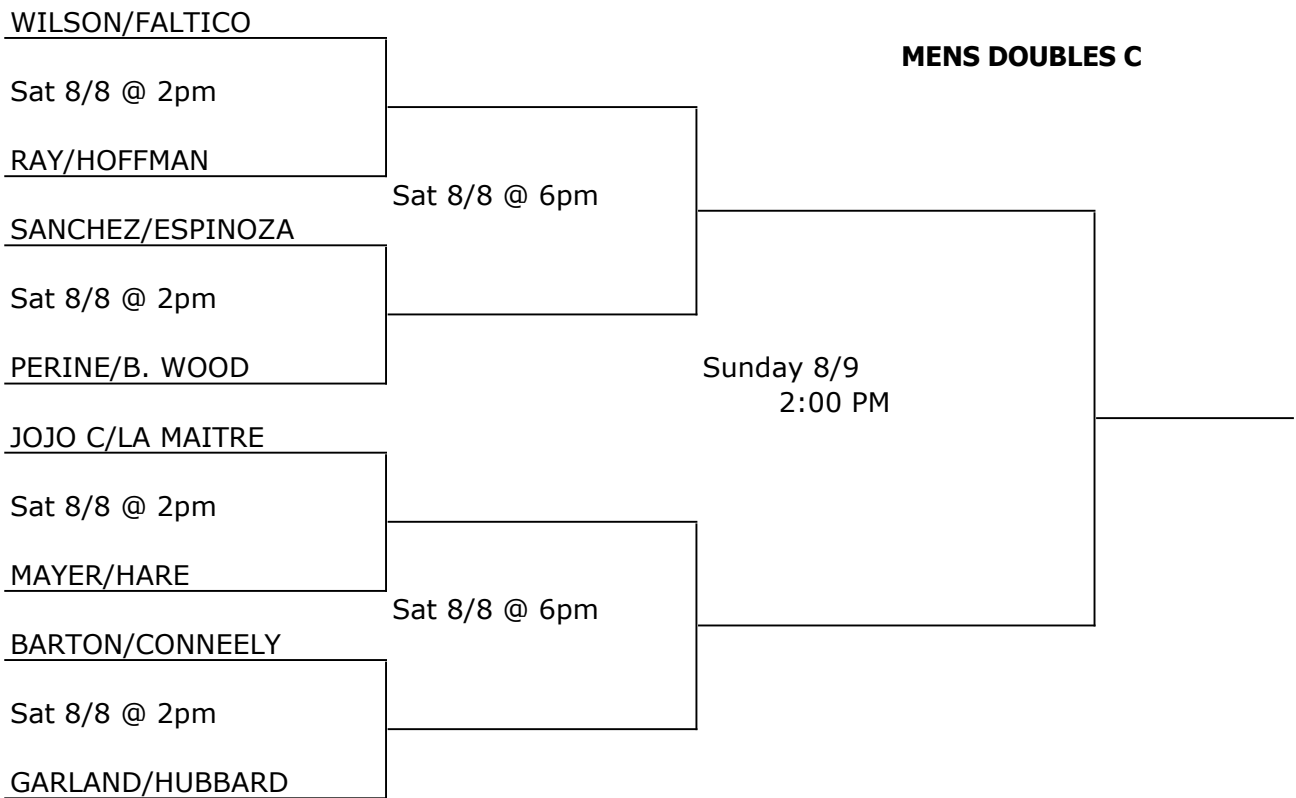 WILSON/FALTICO
MENS DOUBLES C
Sat 8/8 @ 2pm
RAY/HOFFMAN
Sat 8/8 @ 6pm
SANCHEZ/ESPINOZA
Sat 8/8 @ 2pm
PERINE/B. WOOD
Sunday 8/9
2:00 PM
JOJO C/LA MAITRE
Sat 8/8 @ 2pm
MAYER/HARE
Sat 8/8 @ 6pm
BARTON/CONNEELY
Sat 8/8 @ 2pm
GARLAND/HUBBARD